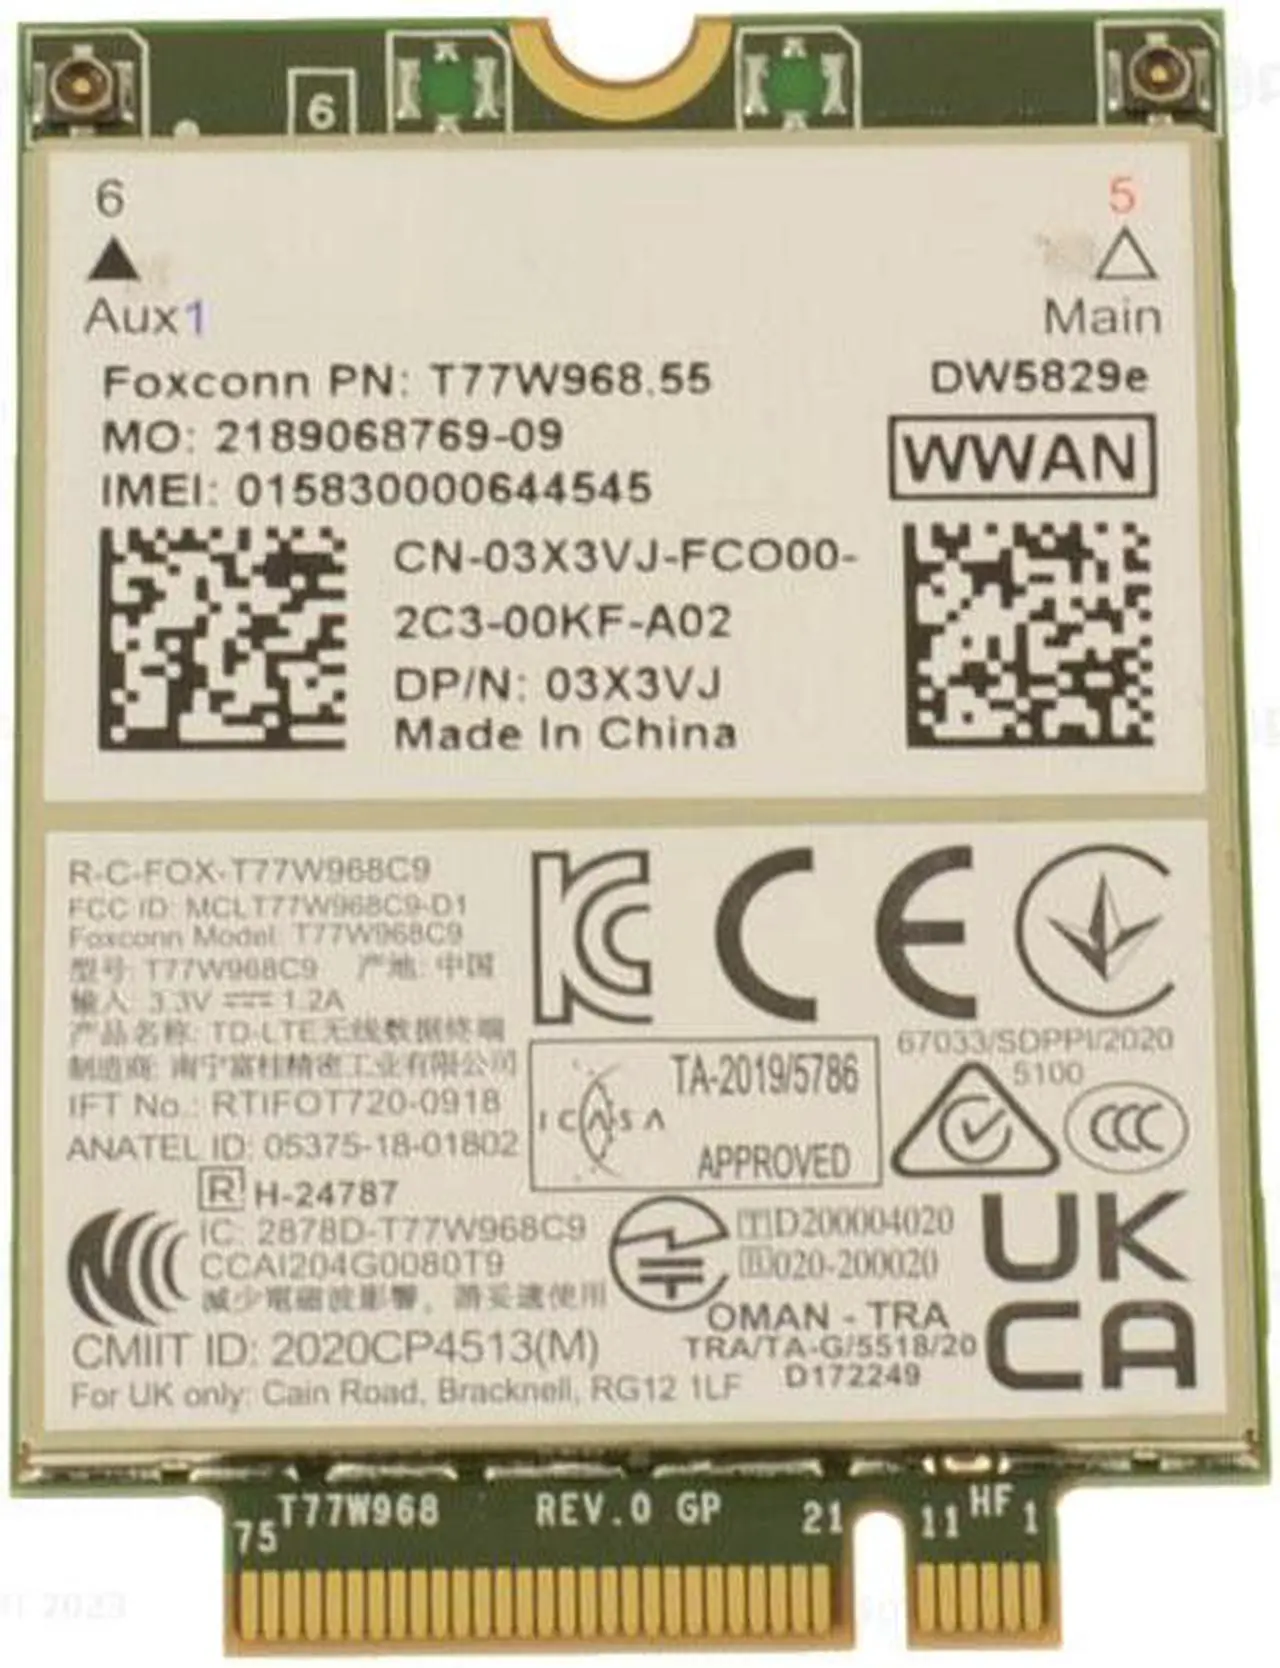 6
6
5
Aux1
Main
Foxconn PN: T77W968.55
DW5829e
MO: 2189068769-09
WWAN
IMEI: 015830000644545
CN-03X3VJ-FCO00-
2C3-00KF-A02
DP/N: 03X3VJ
Made In China
R-C-FOX-T77W968C9
FCC ID: MCLT77W968C9-D1
Foxconn Model: T77W968C9
型号: T77W968C9 产地: 中国
输入: 3.3V 1.2A
产品名称: TD-LTE无线数据终端
制造商: 南宁富桂精密工业有限公司
IFT No.: RTIFOT720-0918
ANATEL ID: 05375-18-01802
R H-24787
IC: 2878D-T77W968C9
CCAI204G0080T9
減少電磁波影響，請妥適使用
CMIIT ID: 2020CP4513(M)
For UK only: Cain Road, Bracknell, RG12 1LF
CE
67033/SDPPI/2020
5100
ICASA
TA-2019/5786
APPROVED
CCC
T D200004020
R 020-200020
OMAN - TRA
TRA/TA-G/5518/20
D172249
UK
CA
T77W968 REV.0 GP
75 21 11 HF 1
2023